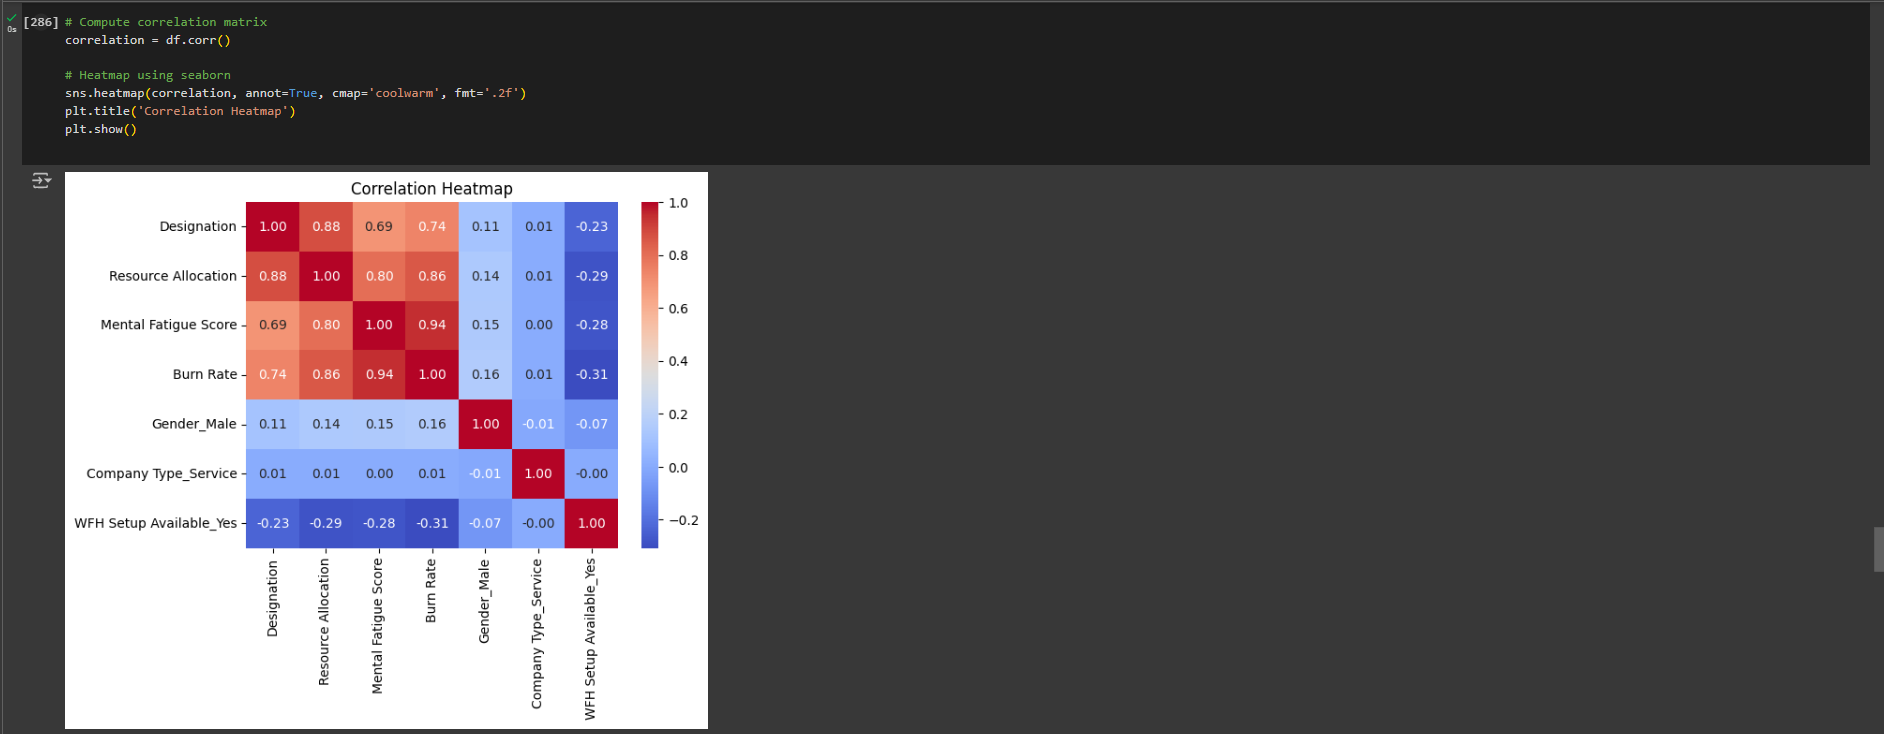 [286] # Compute correlation matrix
0s
correlation = df.corr()
# Heatmap using seaborn
sns.heatmap(correlation, annot=True, cmap='coolwarm', fmt='.2f')
plt.title('Correlation Heatmap')
plt.show()
Correlation Heatmap
Designation 1.00 0.88 0.69 0.74 0.11 0.01 -0.23
Resource Allocation 0.88 1.00 0.80 0.86 0.14 0.01 -0.29
Mental Fatigue Score 0.69 0.80 1.00 0.94 0.15 0.00 -0.28
Burn Rate 0.74 0.86 0.94 1.00 0.16 0.01 -0.31
Gender_Male 0.11 0.14 0.15 0.16 1.00 -0.01 -0.07
Company Type_Service 0.01 0.01 0.00 0.01 -0.01 1.00 -0.00
WFH Setup Available_Yes -0.23 -0.29 -0.28 -0.31 -0.07 -0.00 1.00
Designation
Resource Allocation
Mental Fatigue Score
Burn Rate
Gender_Male
Company Type_Service
WFH Setup Available_Yes
1.0
0.8
0.6
0.4
0.2
0.0
−0.2